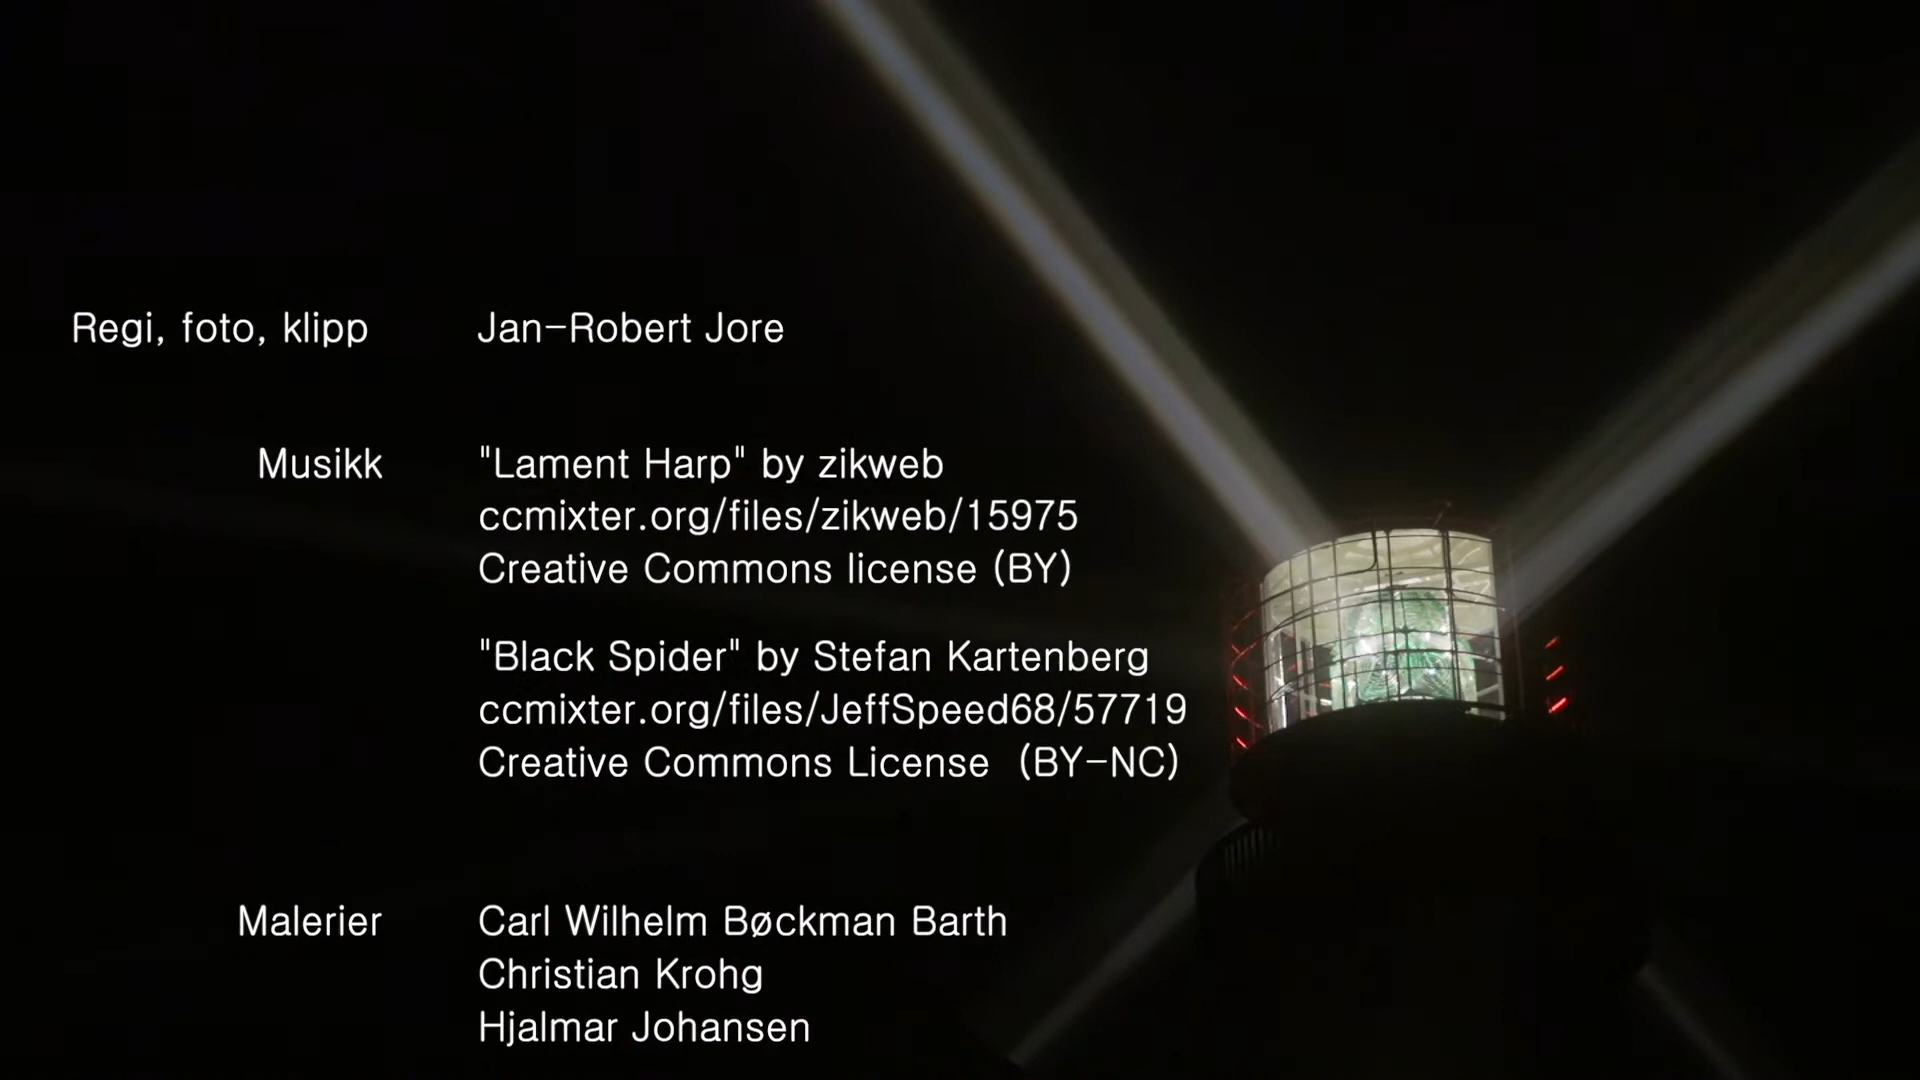 Regi, foto, klipp Jan-Robert Jore
Musikk "Lament Harp" by zikweb
ccmixter.org/files/zikweb/15975
Creative Commons license (BY)
"Black Spider" by Stefan Kartenberg
ccmixter.org/files/JeffSpeed68/57719
Creative Commons License (BY-NC)
Malerier Carl Wilhelm Bøckman Barth
Christian Krohg
Hjalmar Johansen